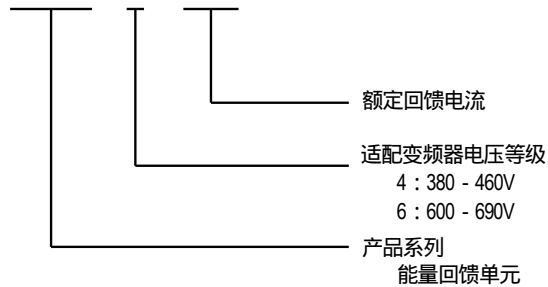 额定回馈电流
适配变频器电压等级
4：380 - 460V
6：600 - 690V
产品系列
能量回馈单元